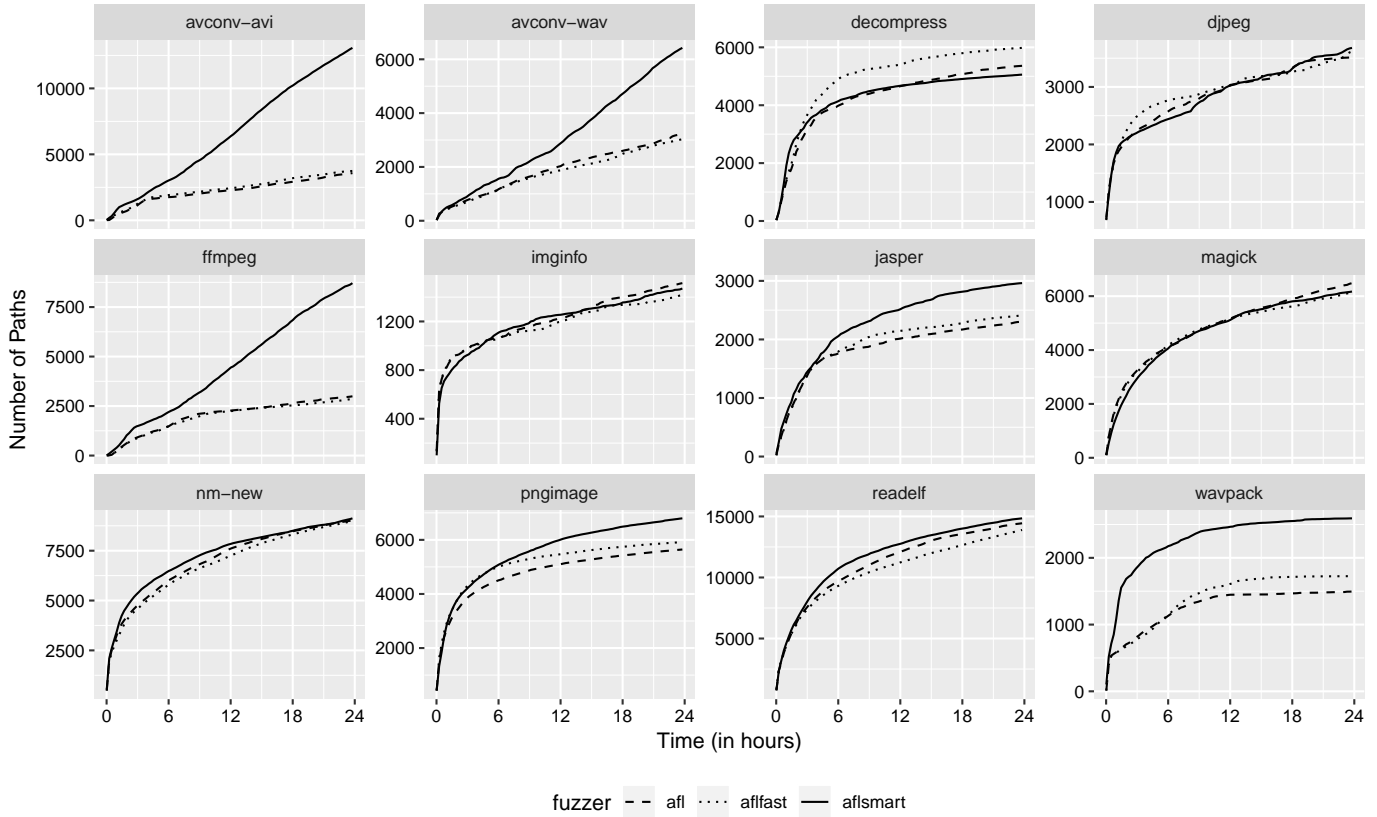 avconv−avi
avconv−wav
decompress
djpeg
0
5000
10000
0
2000
4000
6000
0
2000
4000
6000
1000
2000
3000
ffmpeg
imginfo
jasper
magick
0
2500
5000
7500
400
800
1200
0
1000
2000
3000
0
2000
4000
6000
nm−new
pngimage
readelf
wavpack
2500
5000
7500
2000
4000
6000
5000
10000
15000
0
1000
2000
0 6 12 18 24
0 6 12 18 24
0 6 12 18 24
0 6 12 18 24
Time (in hours)
Number of Paths
fuzzer afl aflfast aflsmart